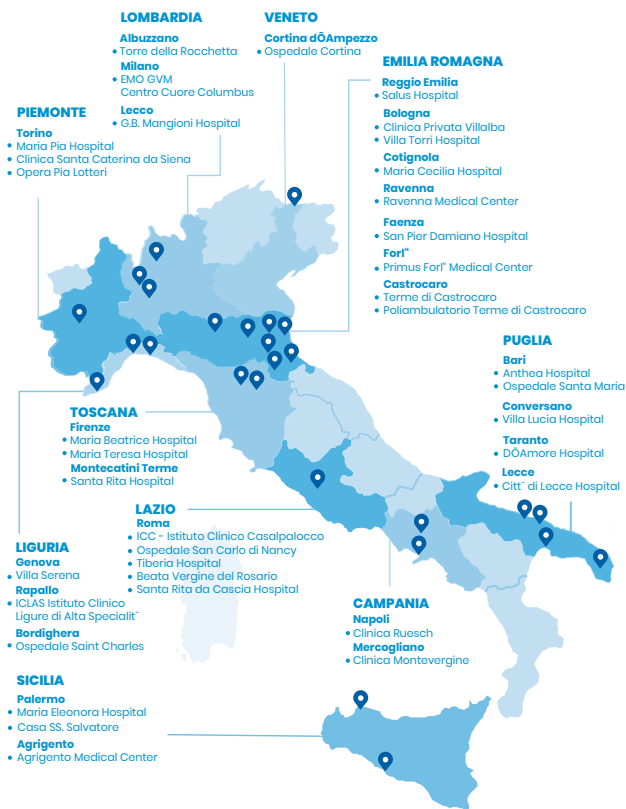 LOMBARDIA
Albuzzano
• Torre della Rocchetta
Milano
• EMO GVM
Centro Cuore Columbus
Lecco
• G.B. Mangioni Hospital
VENETO
Cortina dÕAmpezzo
• Ospedale Cortina
EMILIA ROMAGNA
Reggio Emilia
• Salus Hospital
Bologna
• Clinica Privata Villalba
• Villa Torri Hospital
Cotignola
• Maria Cecilia Hospital
Ravenna
• Ravenna Medical Center
Faenza
• San Pier Damiano Hospital
Forl"
• Primus Forl" Medical Center
Castrocaro
• Terme di Castrocaro
• Poliambulatorio Terme di Castrocaro
PIEMONTE
Torino
• Maria Pia Hospital
• Clinica Santa Caterina da Siena
• Opera Pia Lotteri
PUGLIA
Bari
• Anthea Hospital
• Ospedale Santa Maria
Conversano
• Villa Lucia Hospital
Taranto
• DÕAmore Hospital
Lecce
• Citt˜ di Lecce Hospital
TOSCANA
Firenze
• Maria Beatrice Hospital
• Maria Teresa Hospital
Montecatini Terme
• Santa Rita Hospital
LAZIO
Roma
• ICC - Istituto Clinico Casalpalocco
• Ospedale San Carlo di Nancy
• Tiberia Hospital
• Beata Vergine del Rosario
• Santa Rita da Cascia Hospital
LIGURIA
Genova
• Villa Serena
Rapallo
• ICLAS Istituto Clinico
Ligure di Alta Specialit˜
Bordighera
• Ospedale Saint Charles
CAMPANIA
Napoli
• Clinica Ruesch
Mercogliano
• Clinica Montevergine
SICILIA
Palermo
• Maria Eleonora Hospital
• Casa SS. Salvatore
Agrigento
• Agrigento Medical Center